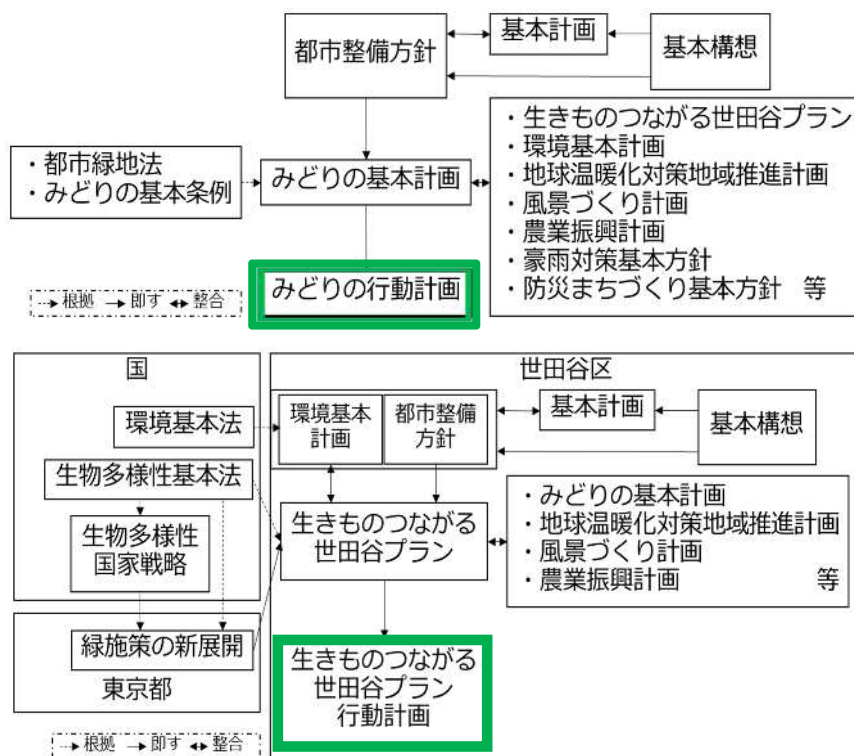 都市整備方針
基本計画
基本構想
・都市緑地法
・みどりの基本条例
みどりの基本計画
・生きものつながる世田谷プラン
・環境基本計画
・地球温暖化対策地域推進計画
・風景づくり計画
・農業振興計画
・豪雨対策基本方針
・防災まちづくり基本方針 等
みどりの行動計画
根拠 即す 整合
国
環境基本法
生物多様性基本法
生物多様性
国家戦略
緑施策の新展開
東京都
世田谷区
環境基本
計画
都市整備
方針
基本計画
基本構想
生きものつながる
世田谷プラン
・みどりの基本計画
・地球温暖化対策地域推進計画
・風景づくり計画
・農業振興計画 等
生きものつながる
世田谷プラン
行動計画
根拠 即す 整合